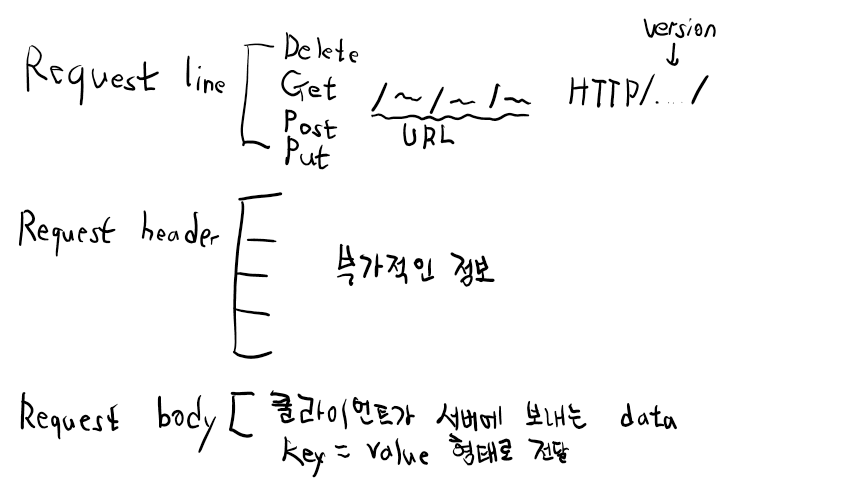 version
Request line
Delete
Get
Post
Put
/~/~/~
URL
HTTP/..../
Request header
부가적인 정보
Request body
클라이언트가 서버에 보내는 data
key = value 형태로 전달